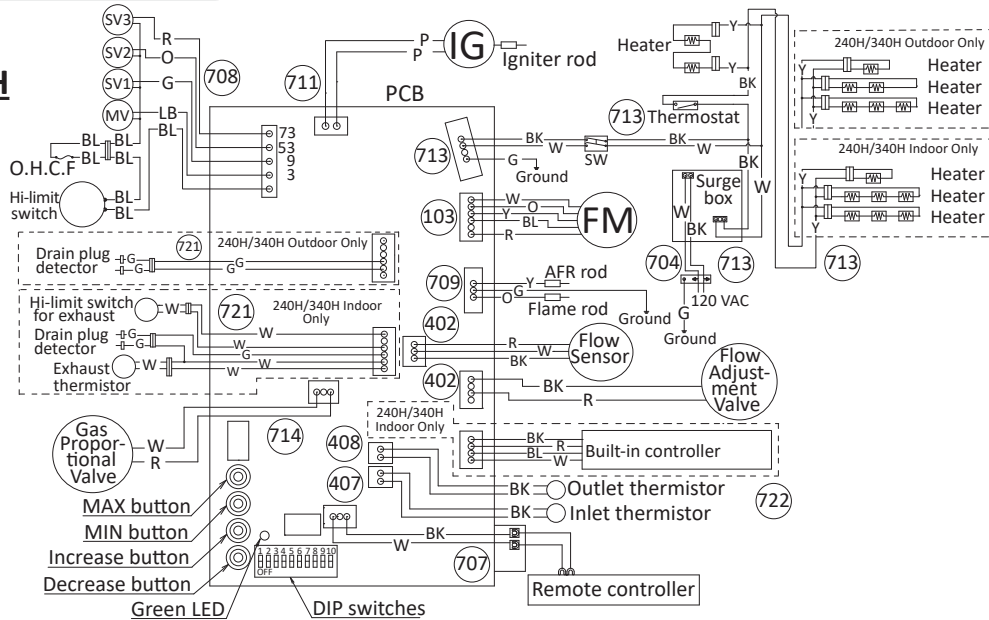 H
SV3
SV2
SV1
MV
R
O
G
LB
BL
708
BL
BL
BL
BL
O.H.C.F
Hi-limit
switch
BL
BL
711
P
P
IG
Igniter rod
PCB
73
53
9
3
713
BK
W
G
Ground
SW
BK
W
103
W
O
Y
BL
R
FM
709
Y
G
O
AFR rod
Flame rod
Ground
402
R
W
BK
Flow
Sensor
402
BK
R
Flow
Adjust-
ment
Valve
Heater
Y
Y
BK
713
Thermostat
BK
W
Surge
box
W
BK
704
713
120 VAC
G
Ground
240H/340H Outdoor Only
Y
Heater
Heater
Heater
Y
240H/340H Indoor Only
Y
Heater
Heater
Heater
Y
713
721
240H/340H Outdoor Only
Drain plug
detector
G
G
Hi-limit switch
for exhaust
W
721
240H/340H Indoor
Only
Drain plug
detector
G
Exhaust
thermistor
W
W
W
G
W
W
Gas
Propor-
tional
Valve
W
R
714
240H/340H
Indoor Only
408
407
BK
R
BL
W
Built-in controller
722
BK
Outlet thermistor
BK
Inlet thermistor
MAX button
MIN button
Increase button
Decrease button
Green LED
1 2 3 4 5 6 7 8 9 10
OFF
DIP switches
BK
W
707
Remote controller